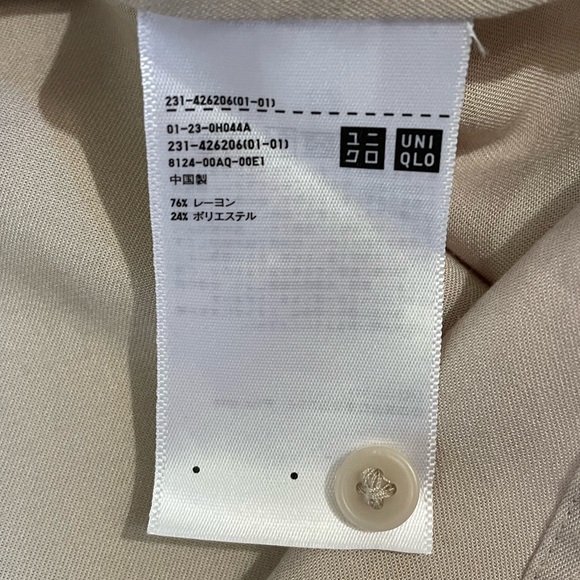 231-426206(01-01)
01-23-0H044A
231-426206(01-01)
8124-00AQ-00E1
中国製
76% レーヨン
24% ポリエステル
ユニ
クロ
UNI
QLO